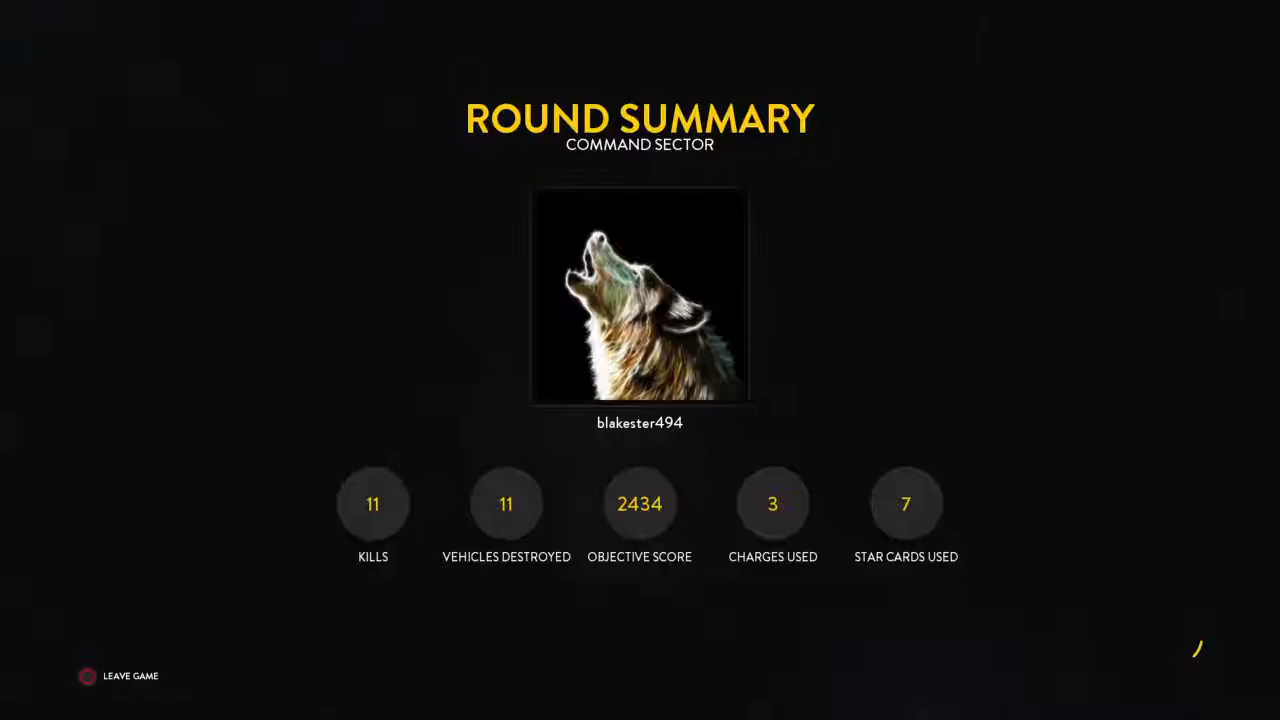 ROUND SUMMARY
COMMAND SECTOR
blakester494
11 11 2434 3 7
KILLS VEHICLES DESTROYED OBJECTIVE SCORE CHARGES USED STAR CARDS USED
LEAVE GAME